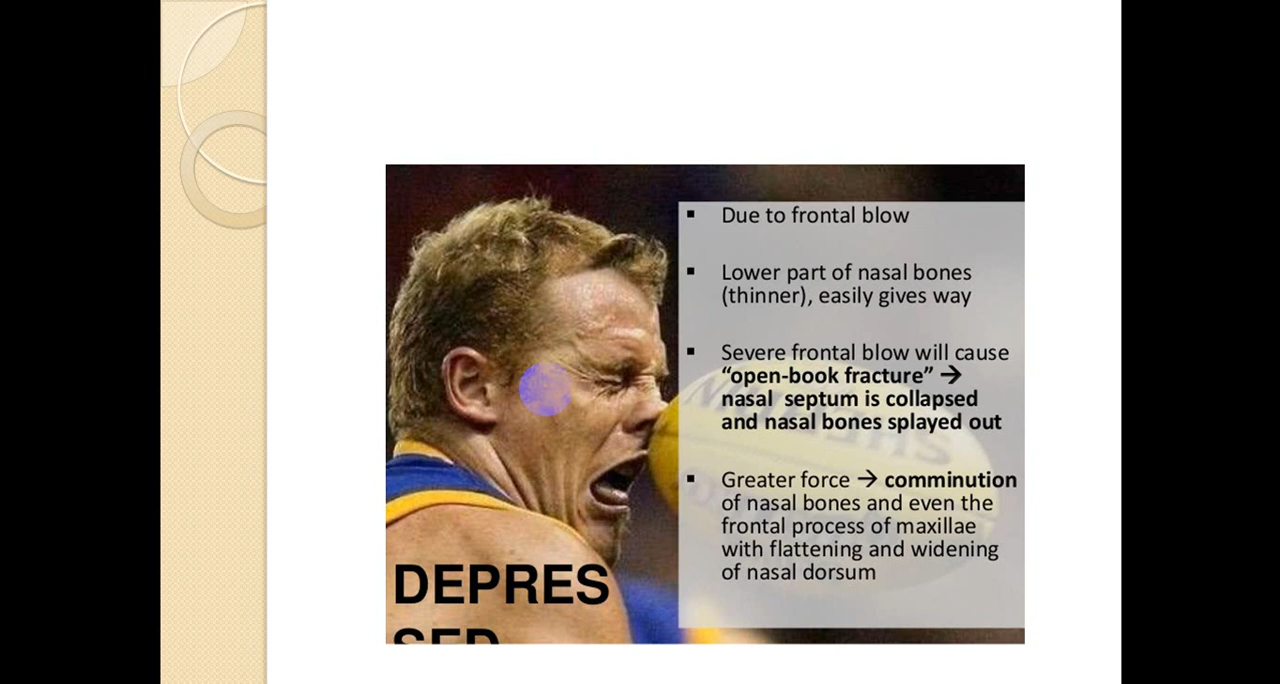 ▪ Due to frontal blow
▪ Lower part of nasal bones
(thinner), easily gives way
▪ Severe frontal blow will cause
“open-book fracture” →
nasal septum is collapsed
and nasal bones splayed out
▪ Greater force → comminution
of nasal bones and even the
frontal process of maxillae
with flattening and widening
of nasal dorsum
DEPRES
SED